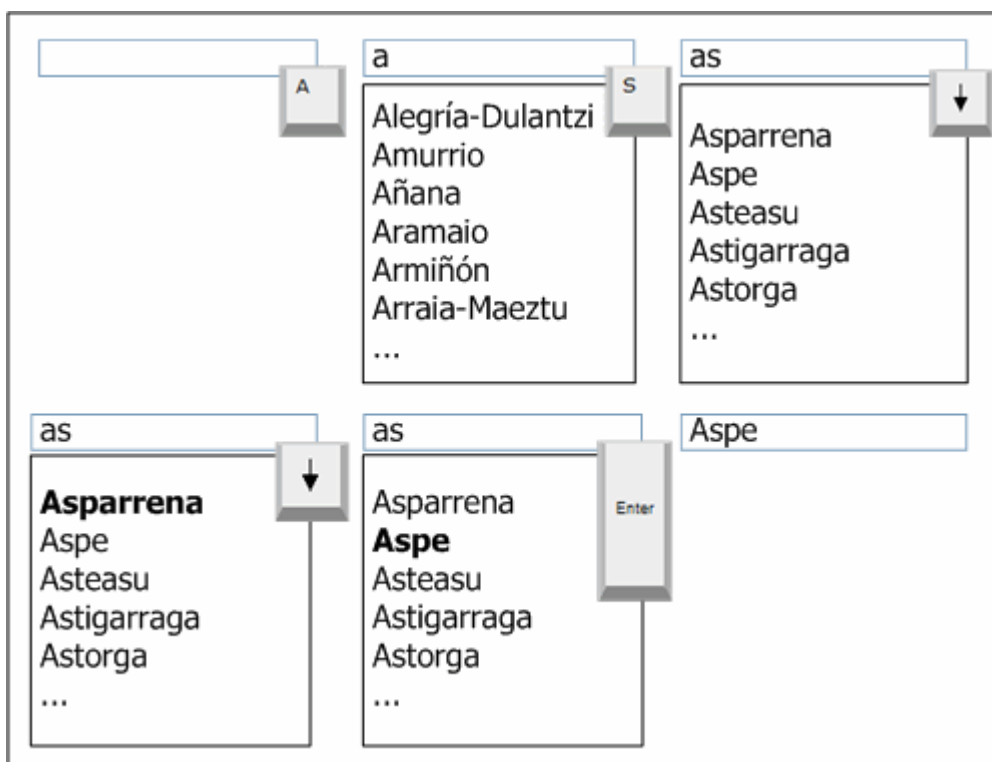 A
a
S
Alegría-Dulantzi
Amurrio
Añana
Aramaio
Armiñón
Arraia-Maeztu
...
as
Asparrena
Aspe
Asteasu
Astigarraga
Astorga
...
as
Asparrena
Aspe
Asteasu
Astigarraga
Astorga
...
as
Enter
Asparrena
Aspe
Asteasu
Astigarraga
Astorga
...
Aspe